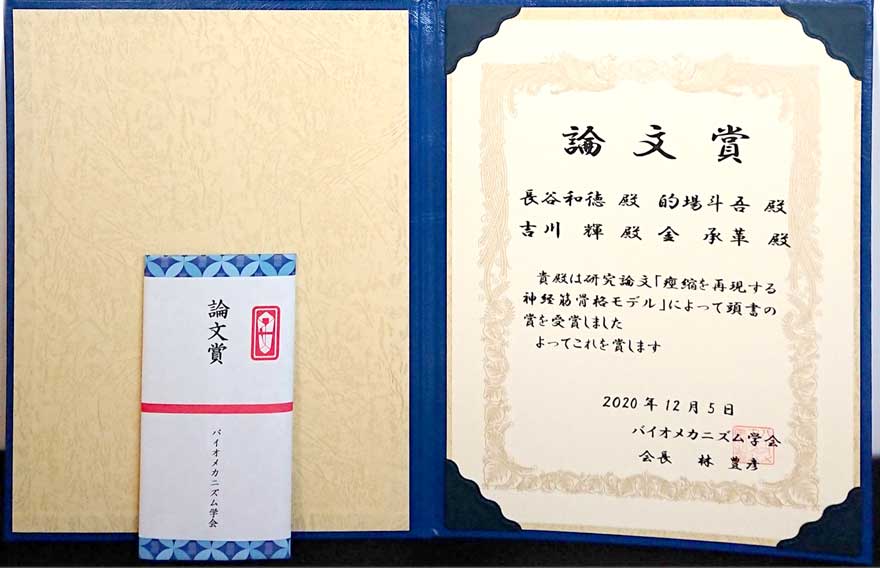 論文賞
バイオメカニズム学会
論文賞
長谷和徳 殿 的場斗吾 殿
吉川 輝 殿 金 承革 殿
貴殿は研究論文「痙縮を再現する
神経筋骨格モデル」によって頭書の
賞を受賞しました
よってこれを賞します
2020年12月5日
バイオメカニズム学会
会長 林 豊彦